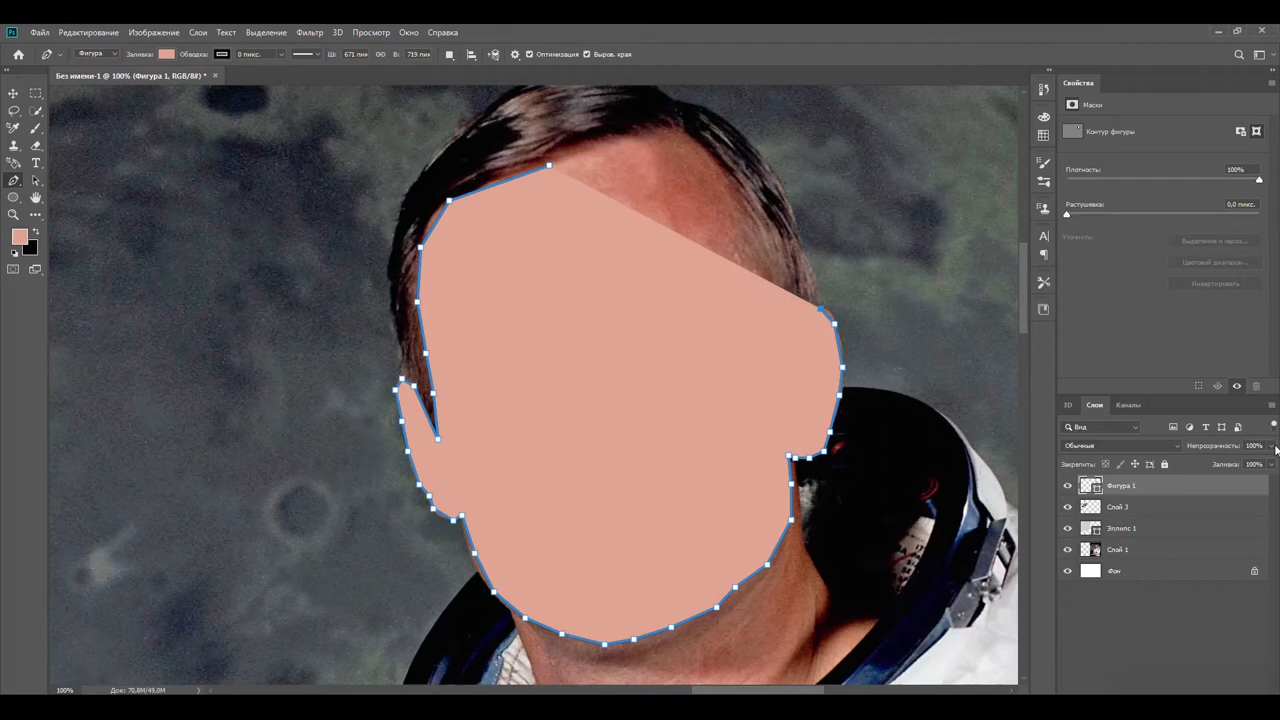 Ps Файл Редактирование Изображение Слои Текст Выделение Фильтр 3D Просмотр Окно Справка
Фигура Заливка: Обводка: 0 пикс. Ш: 671 пикс В: 719 пикс Оптимизация Выров. края
Без имени-1 @ 100% (Фигура 1, RGB/8#) * ×
Свойства
Маски
Контур фигуры
Плотность: 100%
Растушевка: 0,0 пикс.
Уточнить:
Выделение и маска...
Цветовой диапазон...
Инвертировать
3D Слои Каналы
Вид
Обычные Непрозрачность: 100%
Закрепить: Заливка: 100%
Фигура 1
Слой 3
Эллипс 1
Слой 1
Фон
100% Док: 70,8M/49,0M